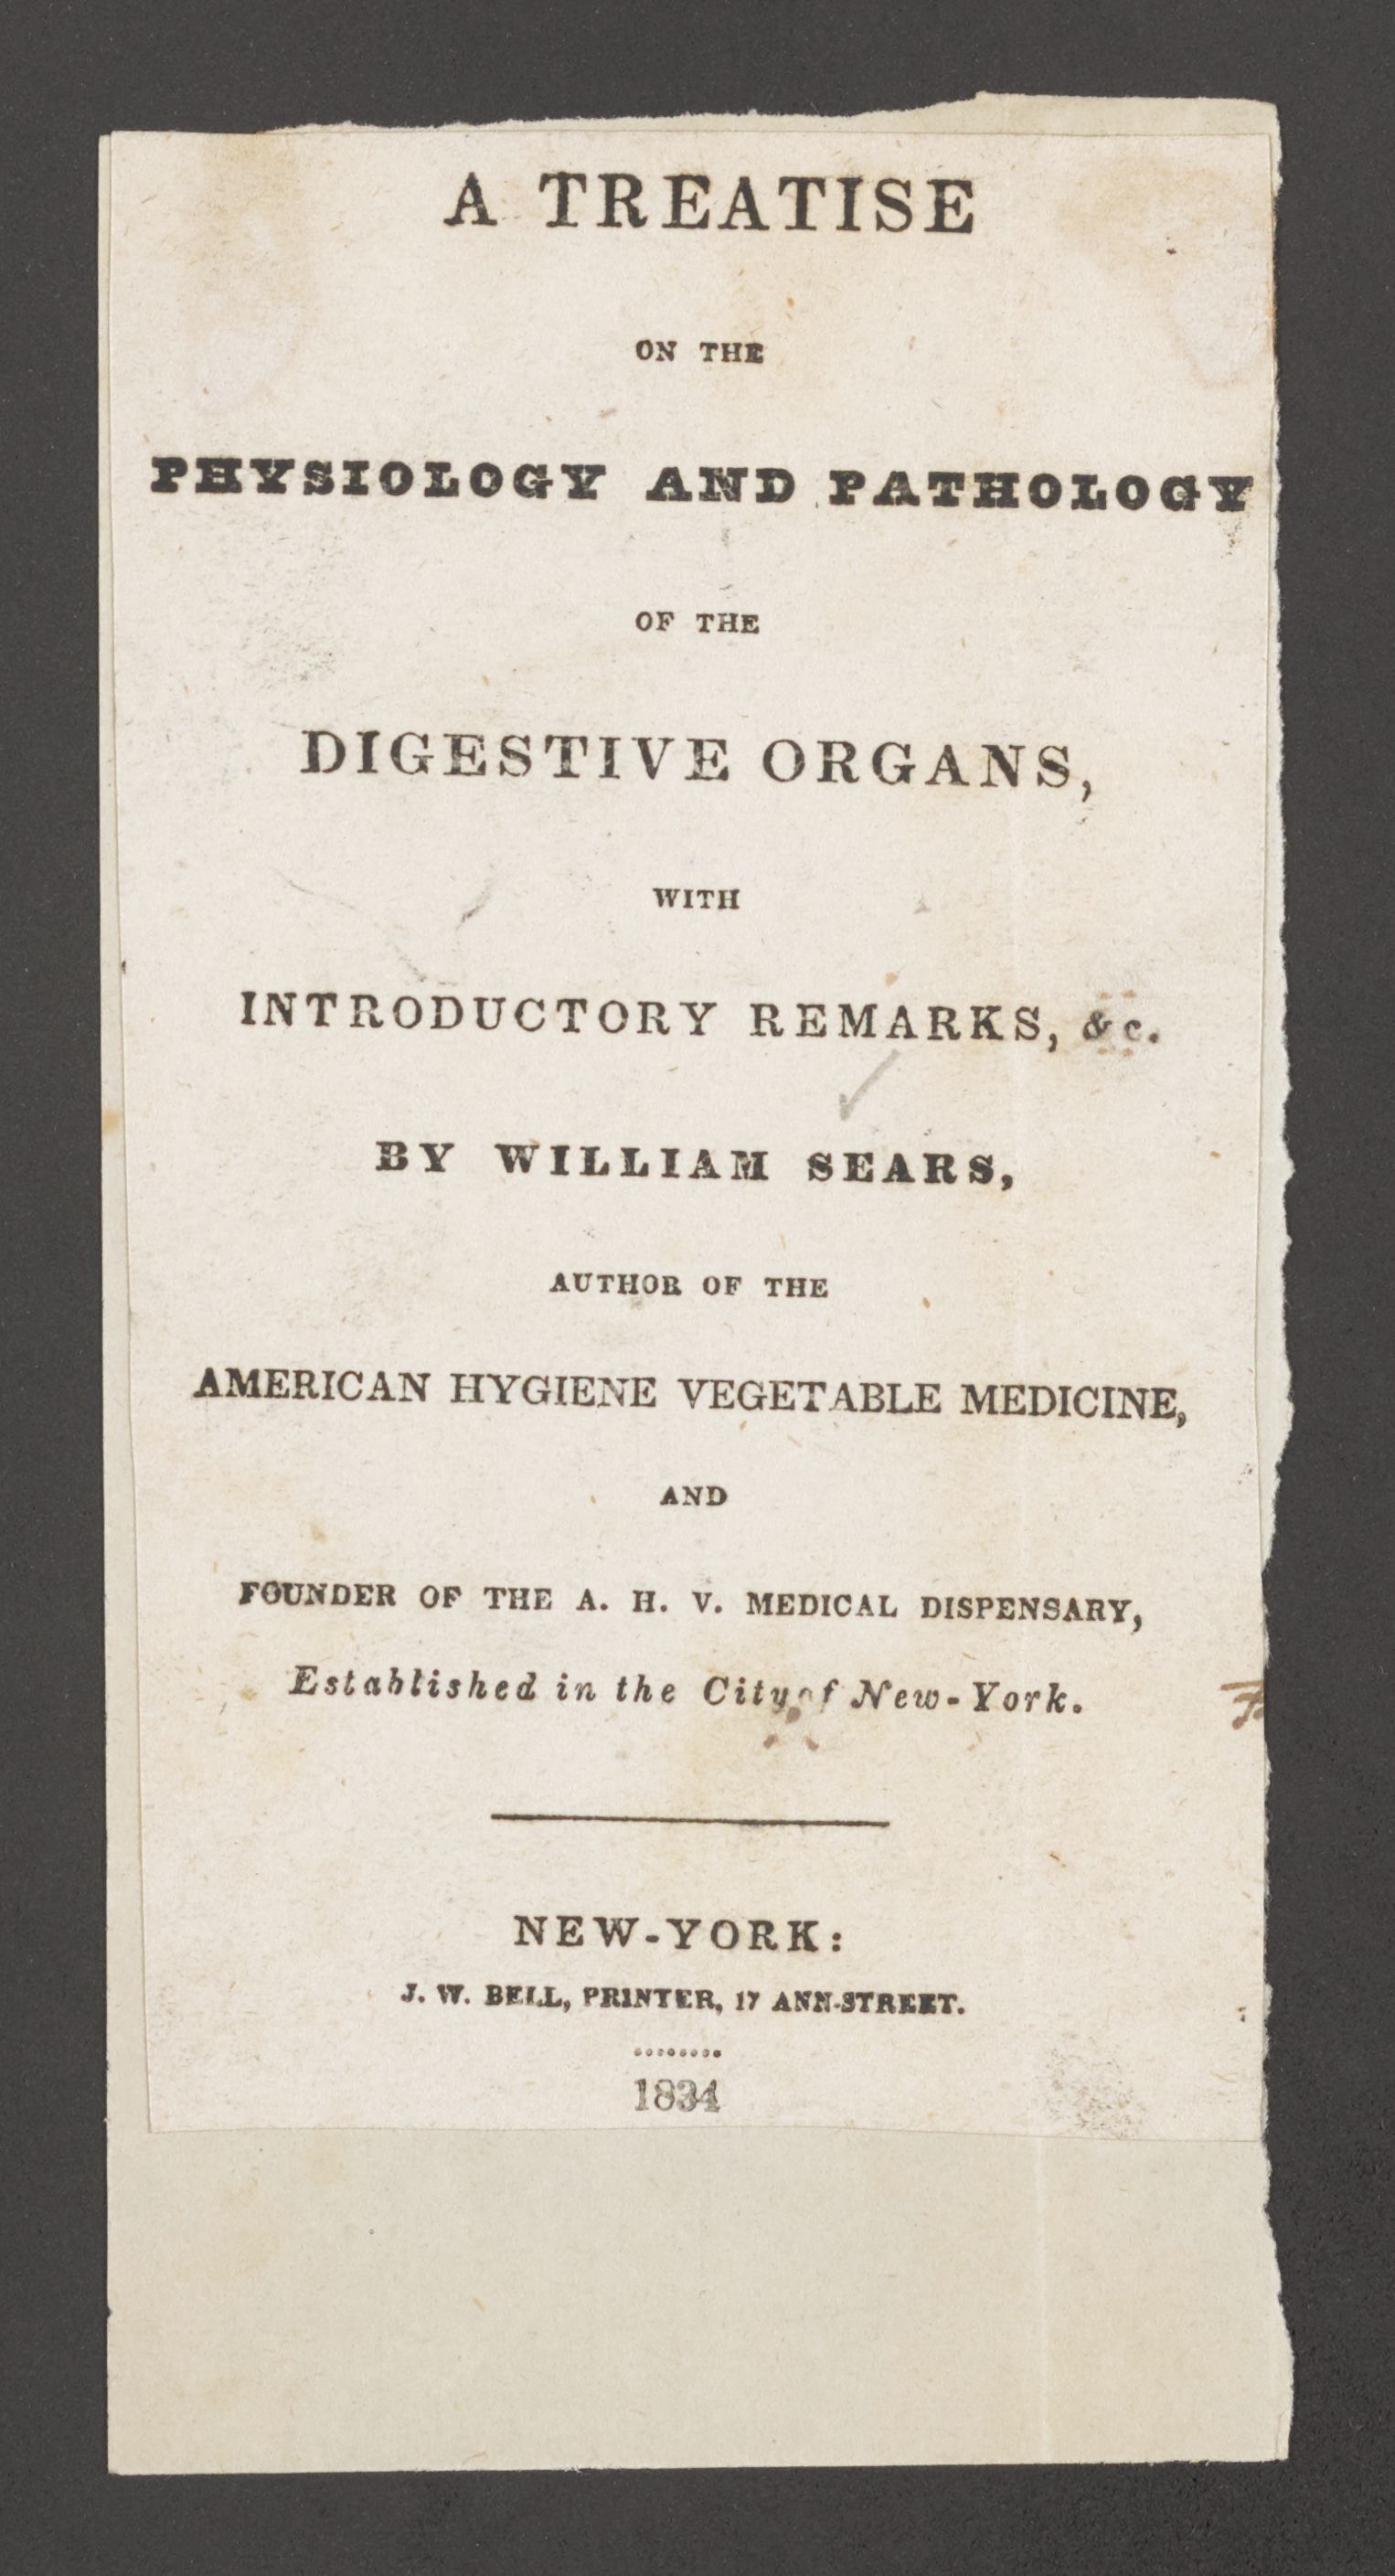 A TREATISE
ON THE
PHYSIOLOGY AND PATHOLOGY
OF THE
DIGESTIVE ORGANS,
WITH
INTRODUCTORY REMARKS, &c.
BY WILLIAM SEARS,
AUTHOR OF THE
AMERICAN HYGIENE VEGETABLE MEDICINE,
AND
FOUNDER OF THE A. H. V. MEDICAL DISPENSARY,
Established in the City of New-York.
NEW-YORK:
J. W. BELL, PRINTER, 17 ANN-STREET.
........
1834